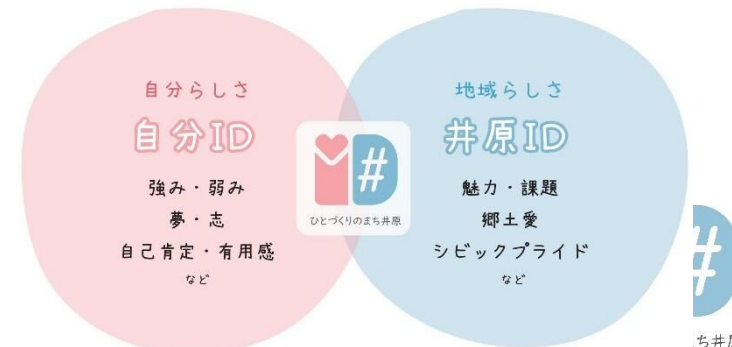 自分らしさ
自分ID
強み・弱み
夢・志
自己肯定・有用感
など
#
ひとづくりのまち井原
地域らしさ
井原ID
魅力・課題
郷土愛
シビックプライド
など
#
ち井